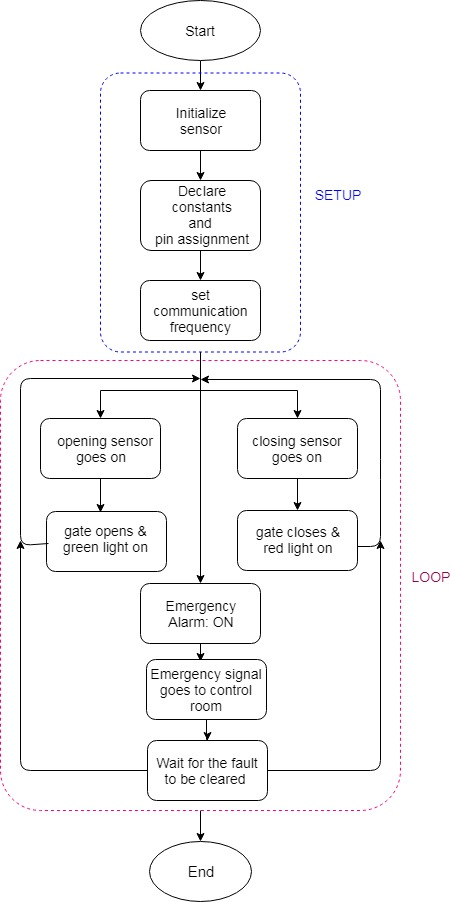 Start
Initialize
sensor
SETUP
Declare
constants
and
pin assignment
set
communication
frequency
opening sensor
goes on
closing sensor
goes on
gate opens &
green light on
gate closes &
red light on
LOOP
Emergency
Alarm: ON
Emergency signal
goes to control
room
Wait for the fault
to be cleared
End